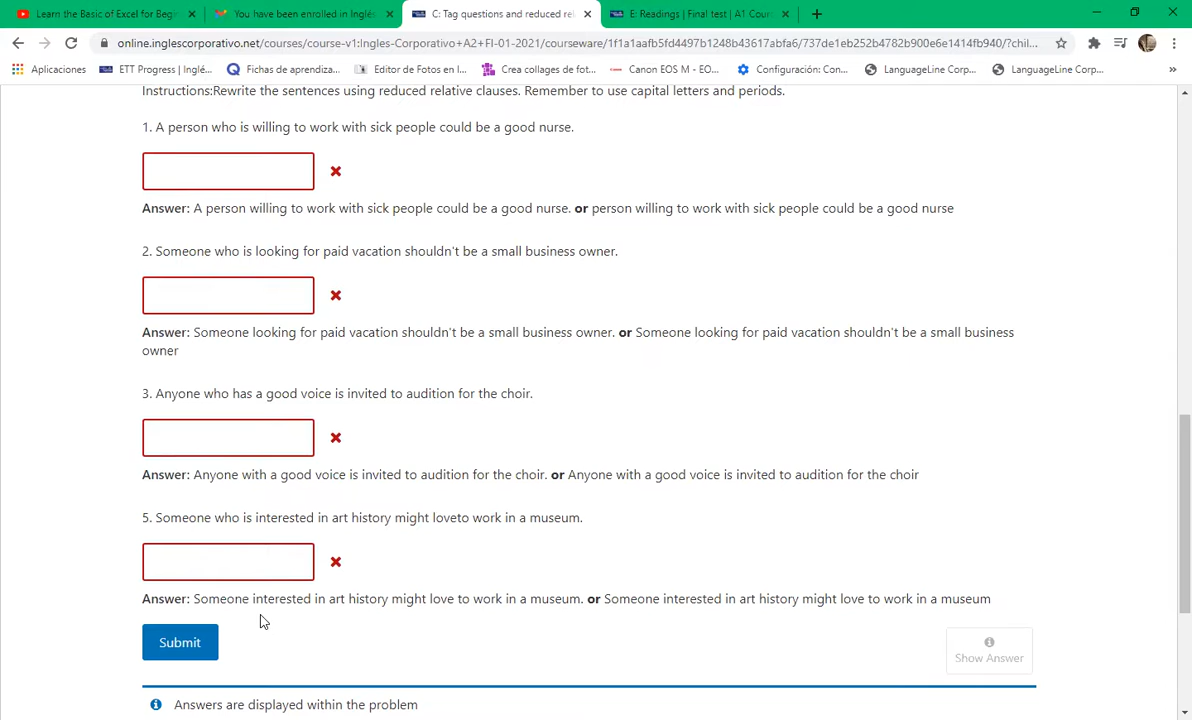 Learn the Basic of Excel for Begi
You have been enrolled in Inglés
C: Tag questions and reduced rel
E: Readings | Final test | A1 Cour
online.inglescorporativo.net/courses/course-v1:Ingles-Corporativo+A2+FI-01-2021/courseware/1f1a1aafb5fd4497b1248b43517abfa6/737de1eb252b4782b900e6e1414fb940/?chil...
Aplicaciones
ETT Progress | Inglé...
Fichas de aprendiza...
Editor de Fotos en l...
Crea collages de fot...
Canon EOS M - EO...
Configuración: Con...
LanguageLine Corp...
LanguageLine Corp...
Instructions:Rewrite the sentences using reduced relative clauses. Remember to use capital letters and periods.
1. A person who is willing to work with sick people could be a good nurse.
Answer: A person willing to work with sick people could be a good nurse. or person willing to work with sick people could be a good nurse
2. Someone who is looking for paid vacation shouldn't be a small business owner.
Answer: Someone looking for paid vacation shouldn't be a small business owner. or Someone looking for paid vacation shouldn't be a small business
owner
3. Anyone who has a good voice is invited to audition for the choir.
Answer: Anyone with a good voice is invited to audition for the choir. or Anyone with a good voice is invited to audition for the choir
5. Someone who is interested in art history might loveto work in a museum.
Answer: Someone interested in art history might love to work in a museum. or Someone interested in art history might love to work in a museum
Submit
Show Answer
Answers are displayed within the problem